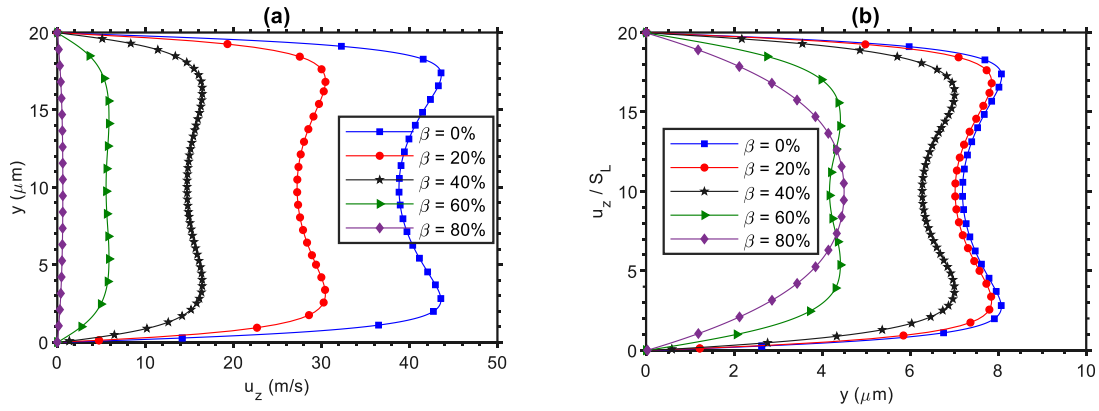 (a)
20
15
10
5
0
y (μm)
0 10 20 30 40 50
u_z (m/s)
β = 0%
β = 20%
β = 40%
β = 60%
β = 80%
(b)
20
15
10
5
0
u_z / S_L
0 2 4 6 8 10
y (μm)
β = 0%
β = 20%
β = 40%
β = 60%
β = 80%